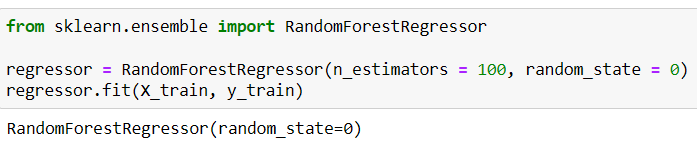 from sklearn.ensemble import RandomForestRegressor
regressor = RandomForestRegressor(n_estimators = 100, random_state = 0)
regressor.fit(X_train, y_train)
RandomForestRegressor(random_state=0)